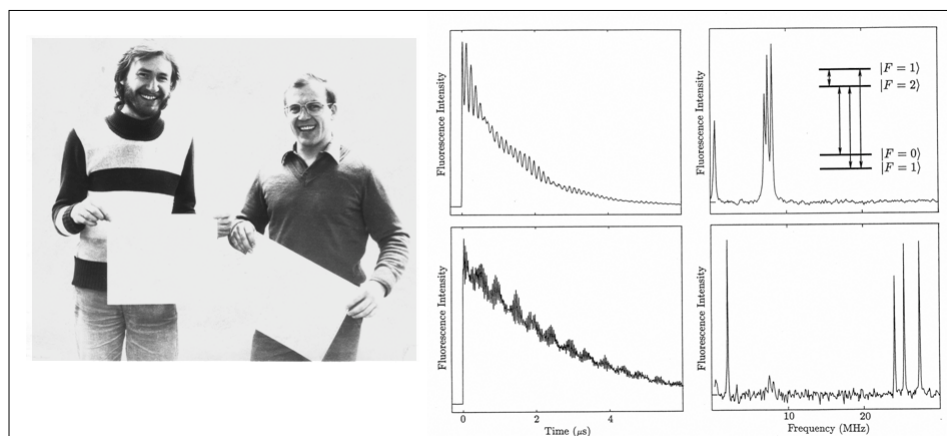 Fluorescence Intensity
Fluorescence Intensity
|F = 1⟩
|F = 2⟩
|F = 0⟩
|F = 1⟩
Fluorescence Intensity
0
2
4
Time (μs)
Fluorescence Intensity
10
20
Frequency (MHz)